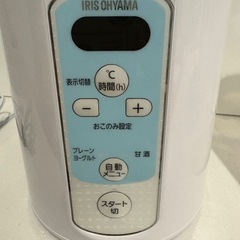 IRIS OHYAMA
表示切替
℃
時間(h)
－ ＋
おこのみ設定
プレーン
ヨーグルト
甘酒
自動
メニュー
スタート
切